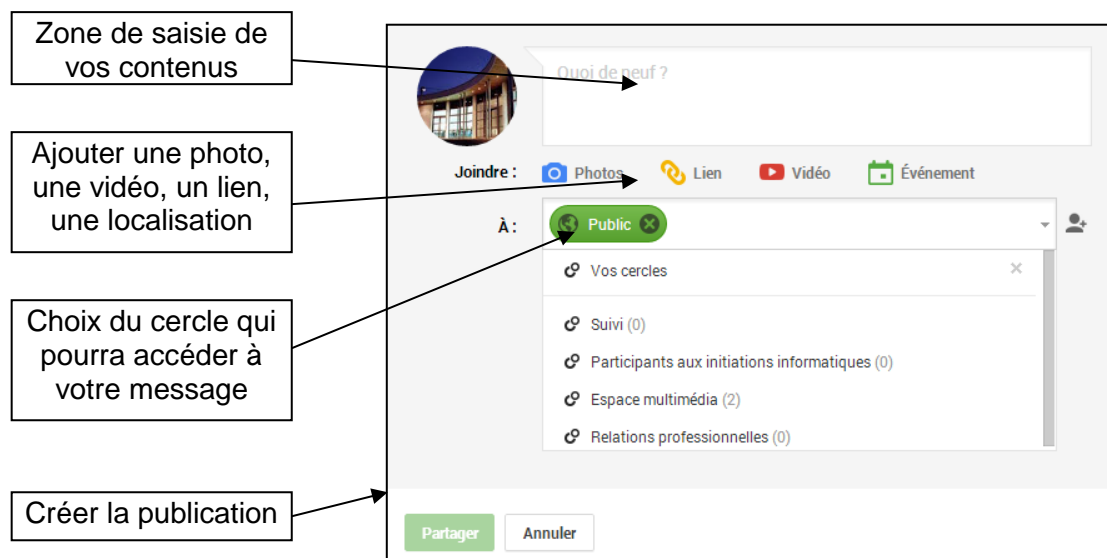 Zone de saisie de
vos contenus
Quoi de neuf ?
Ajouter une photo,
une vidéo, un lien,
une localisation
Joindre :
Photos
Lien
Vidéo
Événement
À :
Public
Vos cercles
Choix du cercle qui
pourra accéder à
votre message
Suivi (0)
Participants aux initiations informatiques (0)
Espace multimédia (2)
Relations professionnelles (0)
Créer la publication
Partager
Annuler